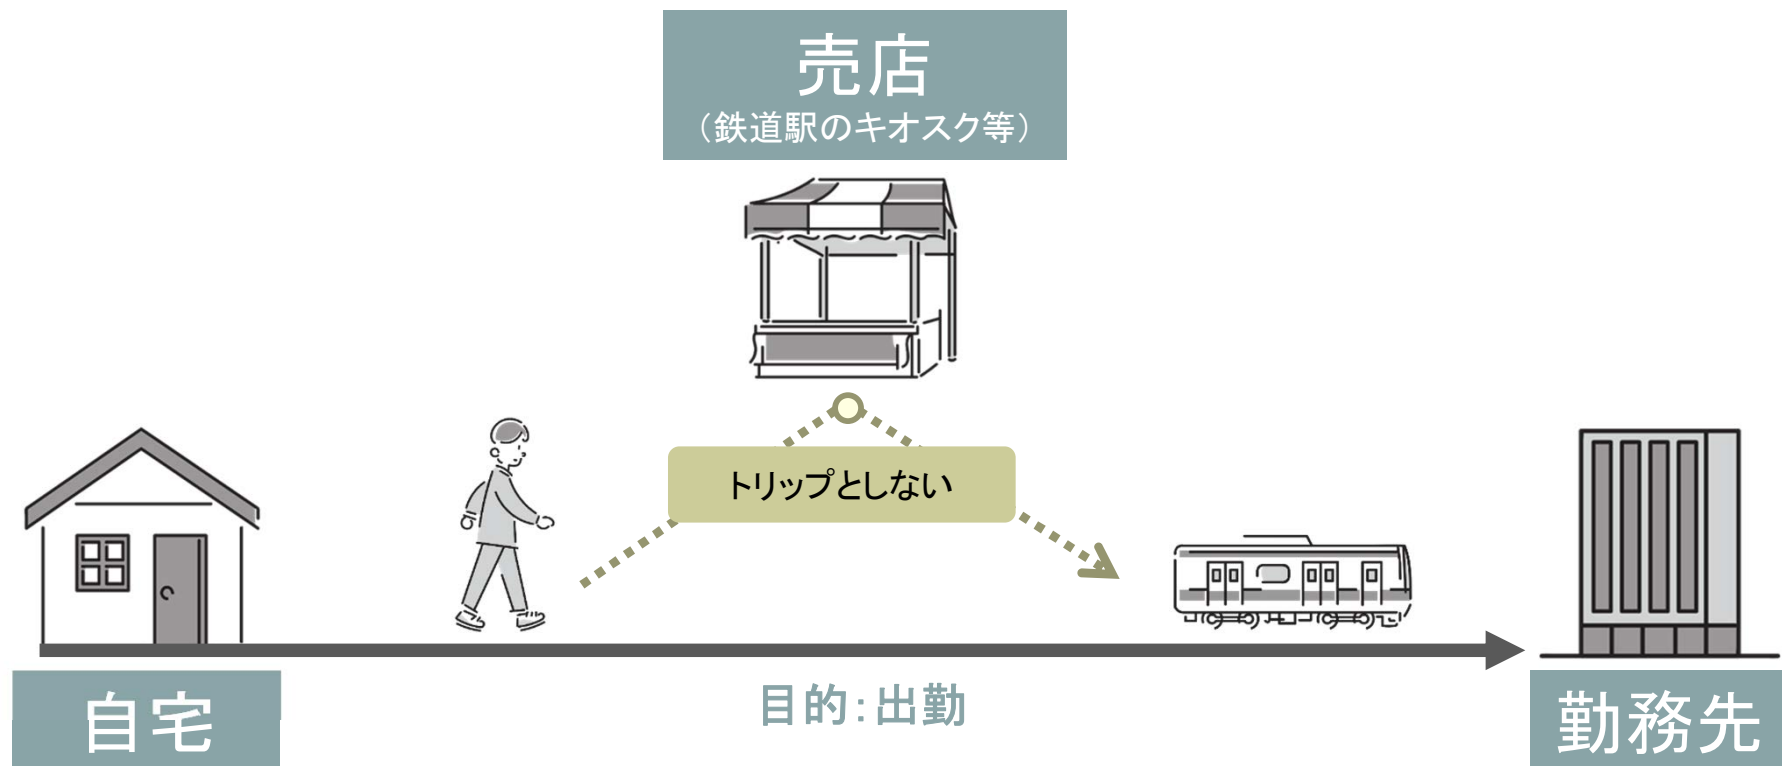 売店
（鉄道駅のキオスク等）
トリップとしない
目的：出勤
自宅
勤務先